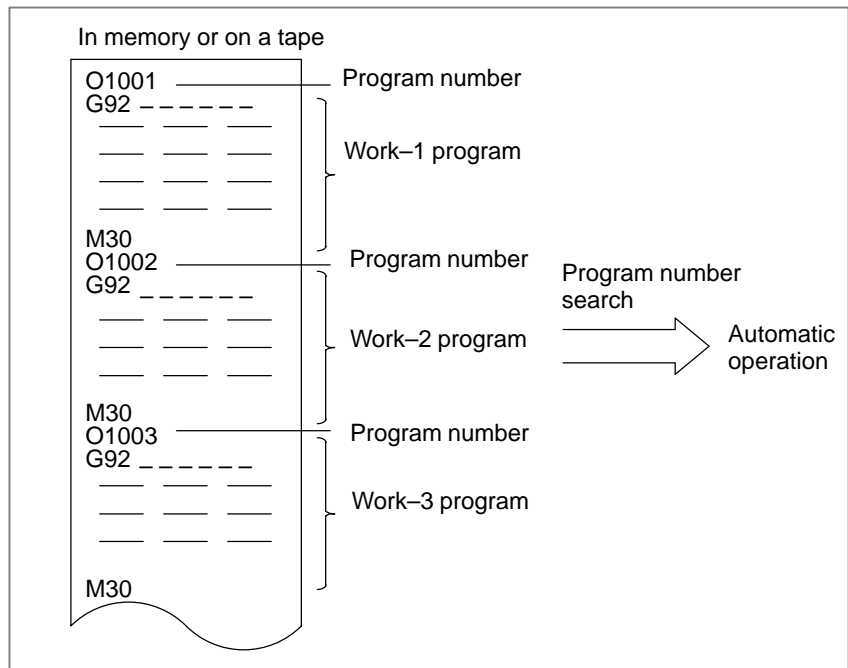 In memory or on a tape
O1001
Program number
G92
Work–1 program
M30
O1002
Program number
G92
Work–2 program
M30
O1003
Program number
G92
Work–3 program
M30
Program number
search
Automatic
operation